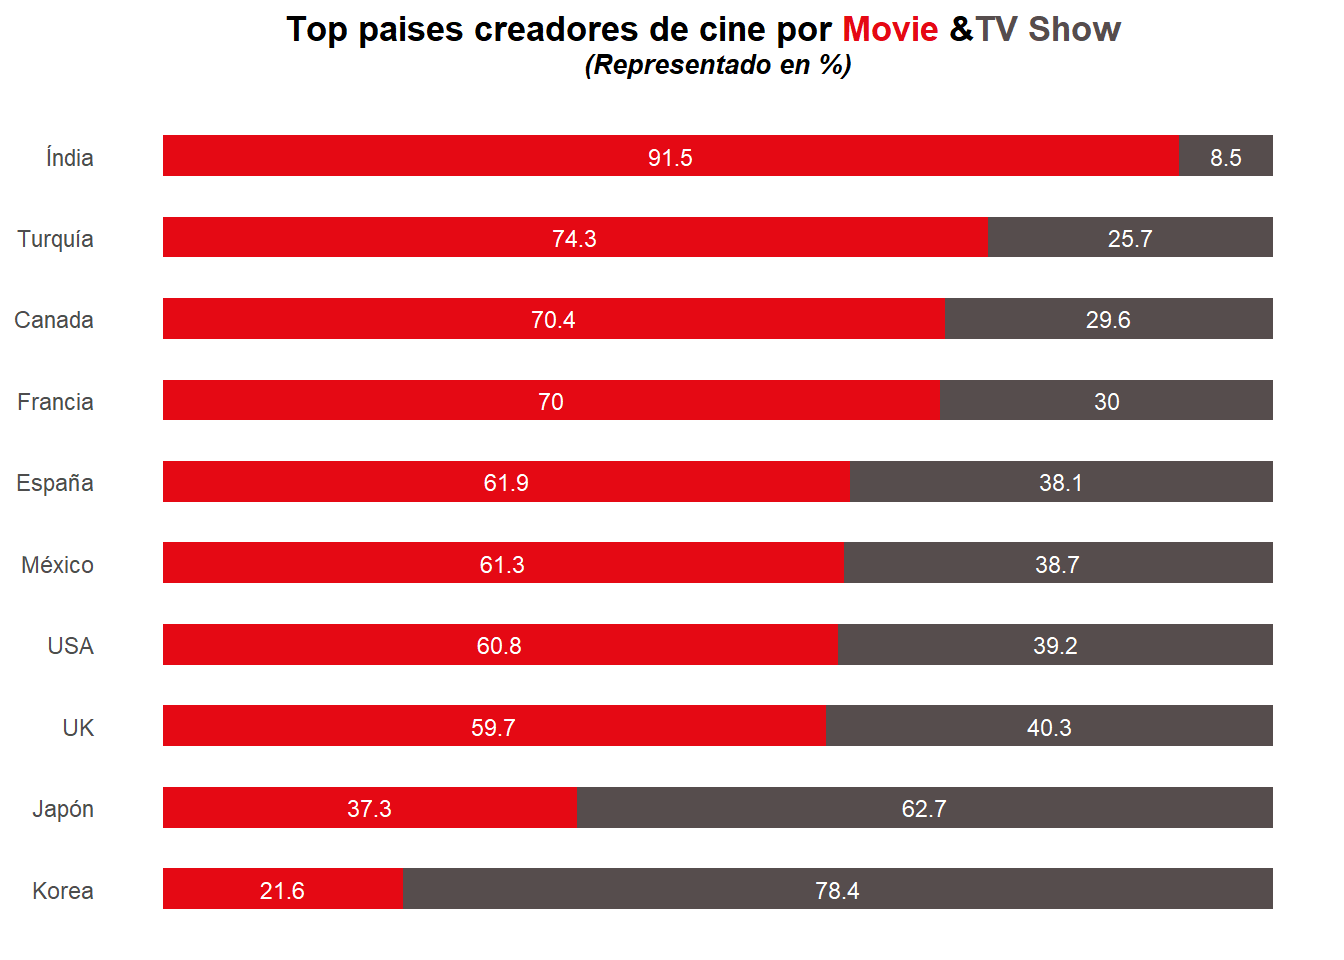 Top paises creadores de cine por Movie &TV Show
(Representado en %)
Índia 91.5 8.5
Turquía 74.3 25.7
Canada 70.4 29.6
Francia 70 30
España 61.9 38.1
México 61.3 38.7
USA 60.8 39.2
UK 59.7 40.3
Japón 37.3 62.7
Korea 21.6 78.4